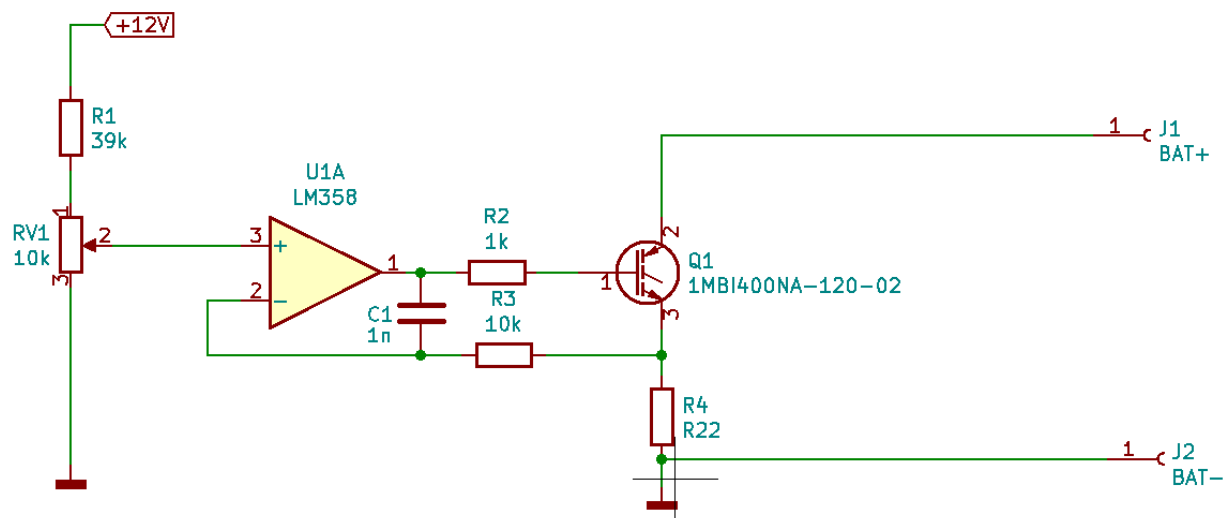 +12V
R1
39k
1
RV1
10k
2
3
U1A
LM358
3
+
2
−
1
C1
1n
R2
1k
R3
10k
1
2
3
Q1
1MBI400NA-120-02
R4
R22
1
J1
BAT+
1
J2
BAT-